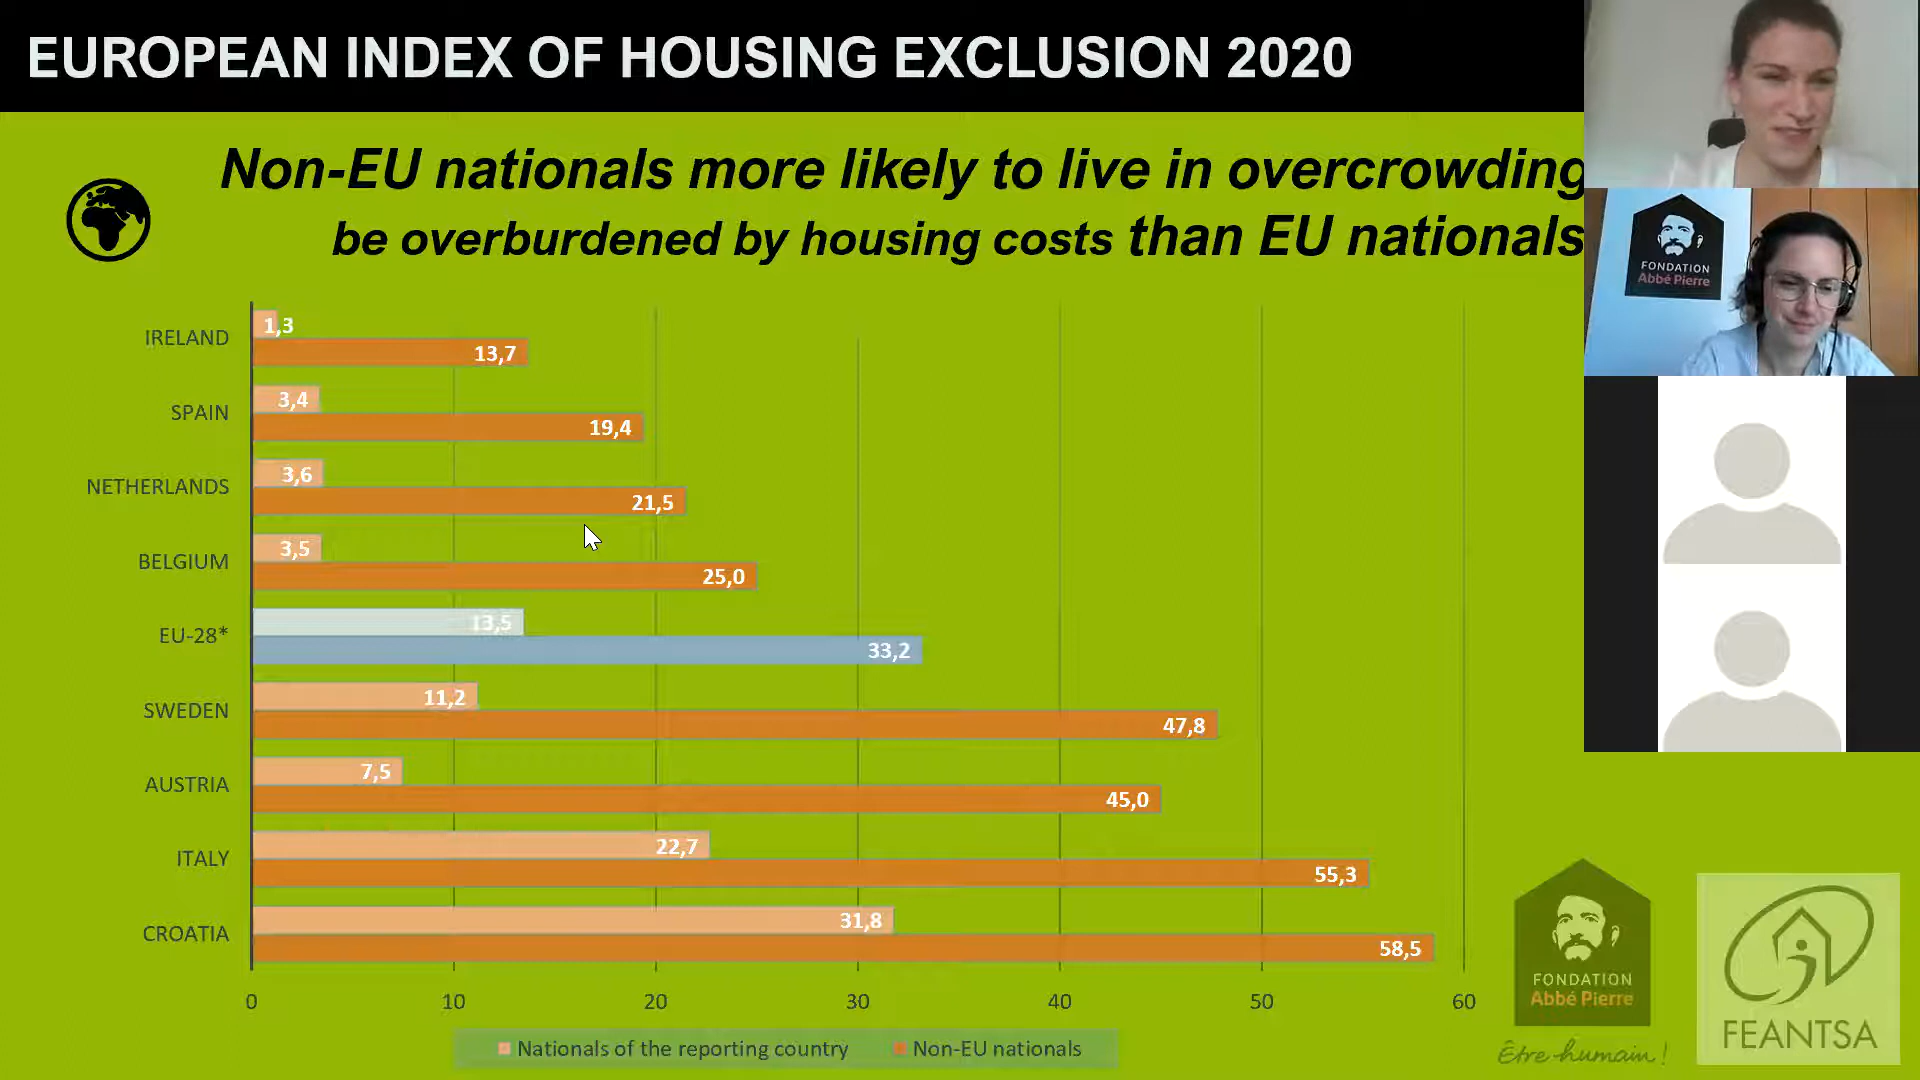 EUROPEAN INDEX OF HOUSING EXCLUSION 2020
Non-EU nationals more likely to live in overcrowding
be overburdened by housing costs than EU nationals
FONDATION
Abbé Pierre
IRELAND
1,3
13,7
SPAIN
3,4
19,4
NETHERLANDS
3,6
21,5
BELGIUM
3,5
25,0
EU-28*
13,5
33,2
SWEDEN
11,2
47,8
AUSTRIA
7,5
45,0
ITALY
22,7
55,3
CROATIA
31,8
58,5
0 10 20 30 40 50 60
Nationals of the reporting country Non-EU nationals
FONDATION
Abbé Pierre
Être humain !
FEANTSA